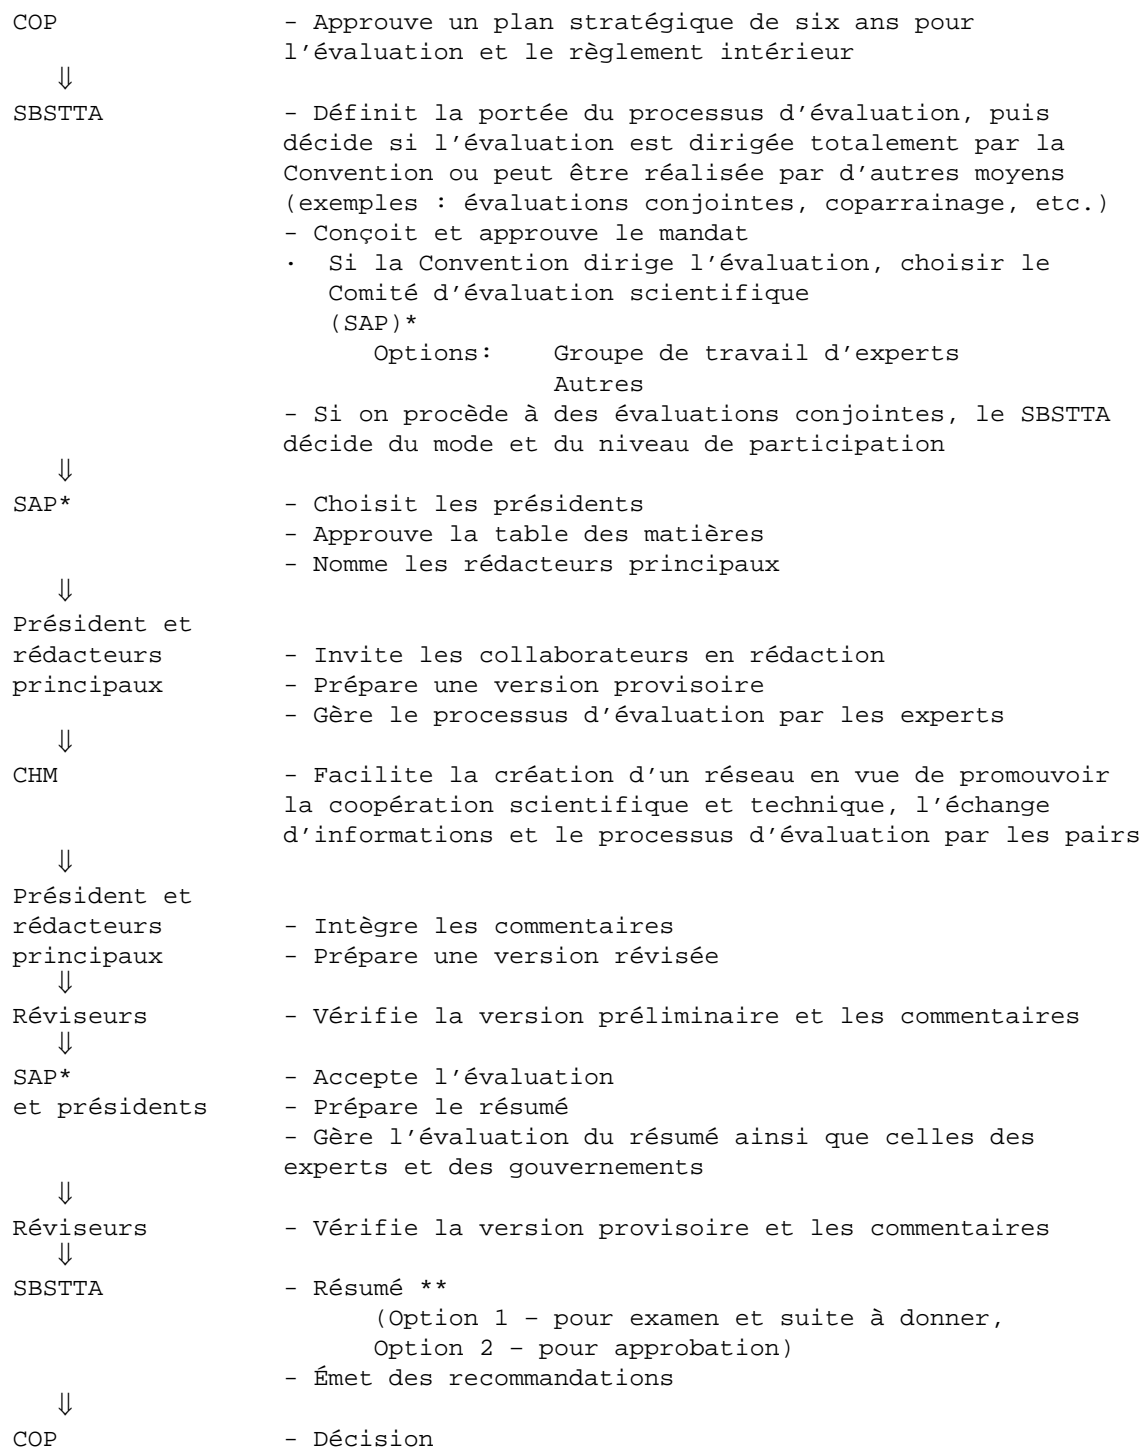 COP - Approuve un plan stratégique de six ans pour
l'évaluation et le règlement intérieur
⇓
SBSTTA - Définit la portée du processus d'évaluation, puis
décide si l'évaluation est dirigée totalement par la
Convention ou peut être réalisée par d'autres moyens
(exemples : évaluations conjointes, coparrainage, etc.)
- Conçoit et approuve le mandat
· Si la Convention dirige l'évaluation, choisir le
Comité d'évaluation scientifique
(SAP)*
Options: Groupe de travail d'experts
Autres
- Si on procède à des évaluations conjointes, le SBSTTA
décide du mode et du niveau de participation
⇓
SAP* - Choisit les présidents
- Approuve la table des matières
- Nomme les rédacteurs principaux
⇓
Président et
rédacteurs - Invite les collaborateurs en rédaction
principaux - Prépare une version provisoire
- Gère le processus d'évaluation par les experts
⇓
CHM - Facilite la création d'un réseau en vue de promouvoir
la coopération scientifique et technique, l'échange
d'informations et le processus d'évaluation par les pairs
⇓
Président et
rédacteurs - Intègre les commentaires
principaux - Prépare une version révisée
⇓
Réviseurs - Vérifie la version préliminaire et les commentaires
⇓
SAP* - Accepte l'évaluation
et présidents - Prépare le résumé
- Gère l'évaluation du résumé ainsi que celles des
experts et des gouvernements
⇓
Réviseurs - Vérifie la version provisoire et les commentaires
⇓
SBSTTA - Résumé **
(Option 1 – pour examen et suite à donner,
Option 2 – pour approbation)
- Émet des recommandations
⇓
COP - Décision